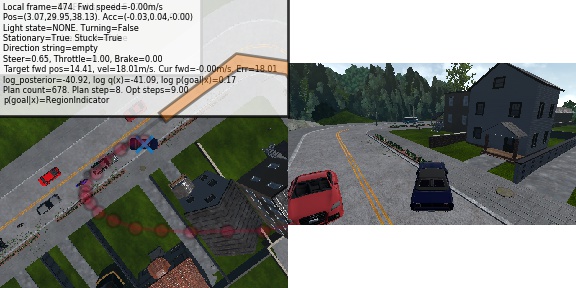 Local frame=474. Fwd speed=-0.00m/s
Pos=(3.07,29.95,38.13). Acc=(-0.03,0.04,-0.00)
Light state=NONE. Turning=False
Stationary=True. Stuck=True
Direction string=empty
Steer=0.65, Throttle=1.00, Brake=0.00
Target fwd pos=14.41, vel=18.01m/s. Cur fwd=-0.00m/s, Err=18.01
log_posterior=-40.92, log q(x)=-41.09, log p(goal|x)=0.17
Plan count=678. Plan step=8. Opt steps=9.00
p(goal|x)=RegionIndicator